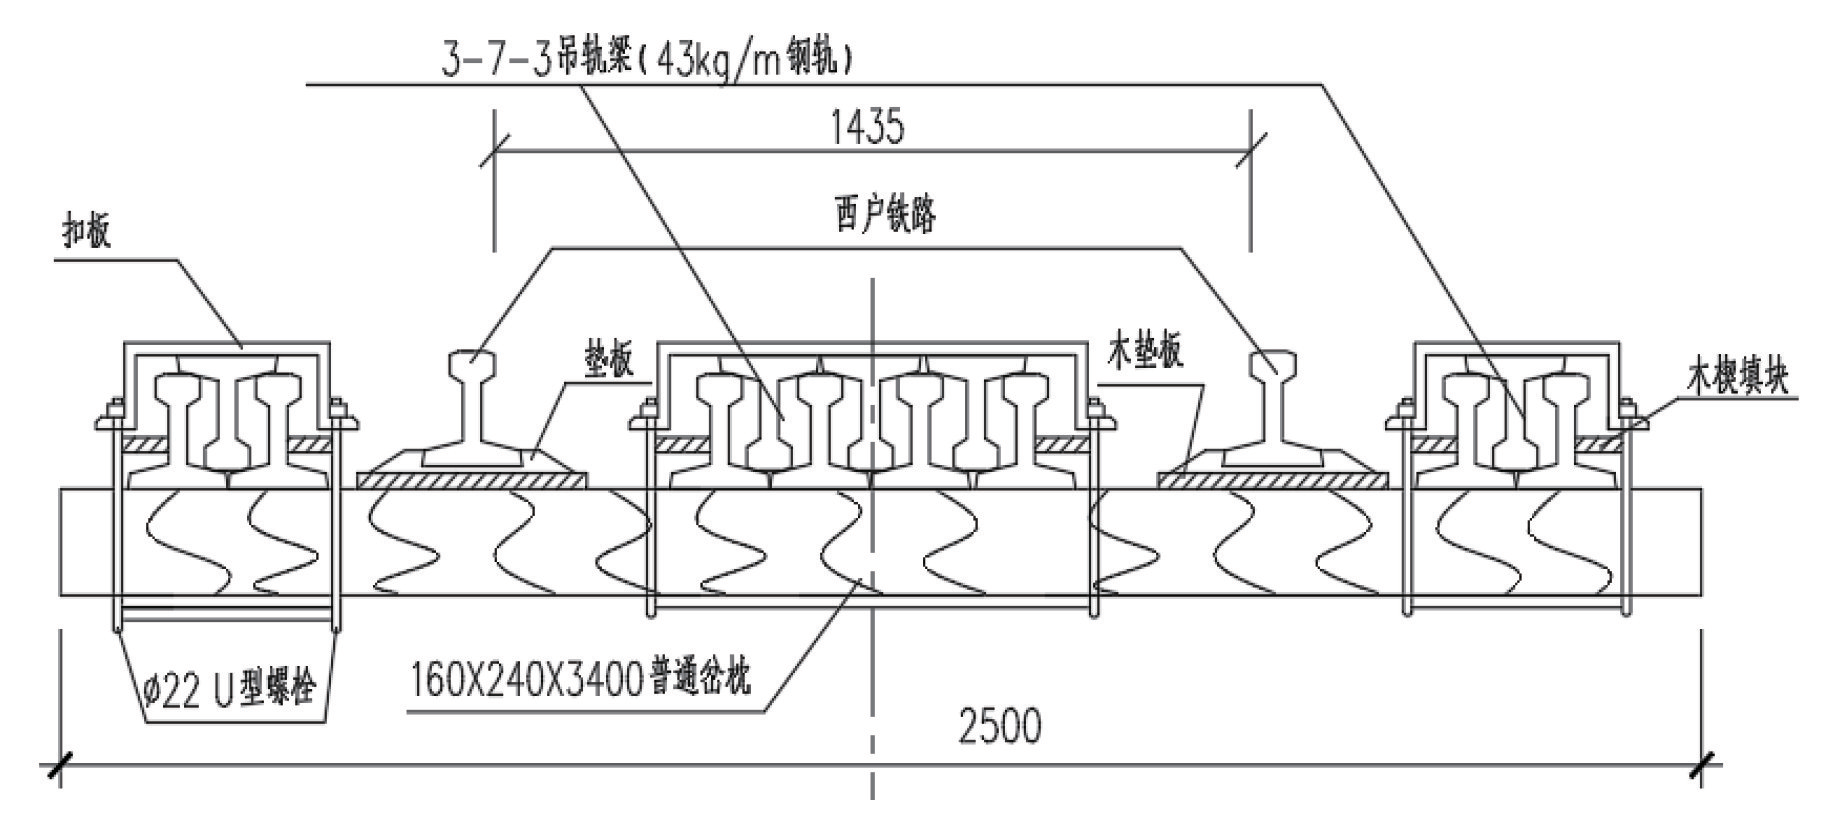 3-7-3吊轨梁(43kg/m钢轨)
1435
西户铁路
扣板
垫板
木垫板
木楔填块
ø22 U型螺栓
160X240X3400普通岔枕
2500